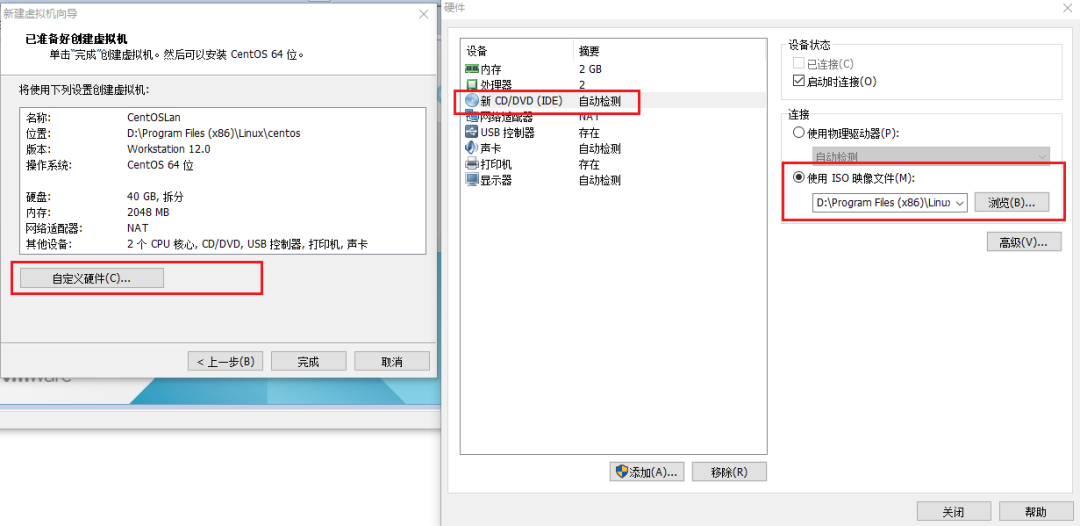 新建虚拟机向导
已准备好创建虚拟机
单击"完成"创建虚拟机。然后可以安装 CentOS 64 位。
将使用下列设置创建虚拟机:
名称: CentOSLan
位置: D:\Program Files (x86)\Linux\centos
版本: Workstation 12.0
操作系统: CentOS 64 位
硬盘: 40 GB, 拆分
内存: 2048 MB
网络适配器: NAT
其他设备: 2 个 CPU 核心, CD/DVD, USB 控制器, 打印机, 声卡
自定义硬件(C)...
< 上一步(B)
完成
取消
硬件
设备 摘要
内存 2 GB
处理器 2
新 CD/DVD (IDE) 自动检测
网络适配器 NAT
USB 控制器 存在
声卡 自动检测
打印机 存在
显示器 自动检测
添加(A)...
移除(R)
设备状态
已连接(C)
启动时连接(O)
连接
使用物理驱动器(P):
自动检测
使用 ISO 映像文件(M):
D:\Program Files (x86)\Linux
浏览(B)...
高级(V)...
关闭
帮助